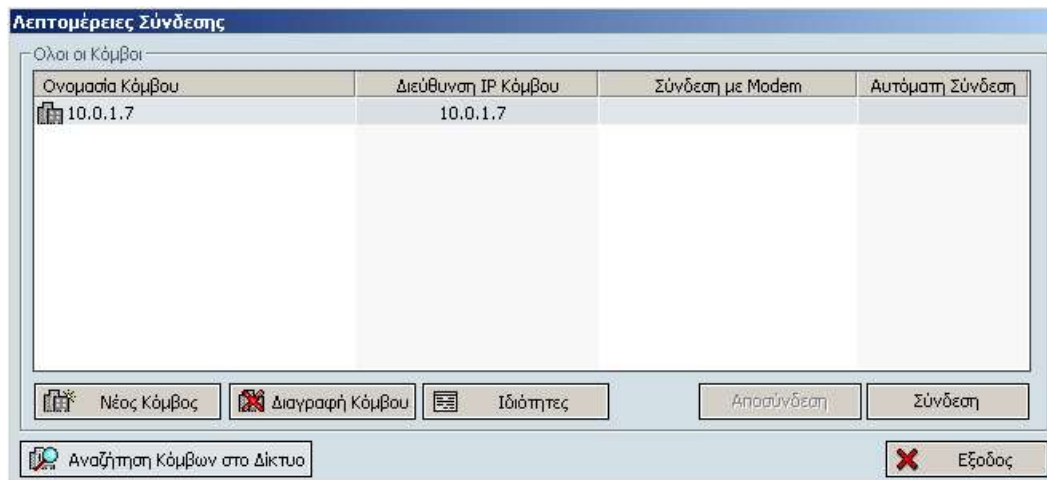 Λεπτομέρειες Σύνδεσης
Ολοι οι Κόμβοι
Ονομασία Κόμβου Διεύθυνση IP Κόμβου Σύνδεση με Modem Αυτόματη Σύνδεση
10.0.1.7 10.0.1.7
Νέος Κόμβος Διαγραφή Κόμβου Ιδιότητες Αποσύνδεση Σύνδεση
Αναζήτηση Κόμβων στο Δίκτυο Εξοδος